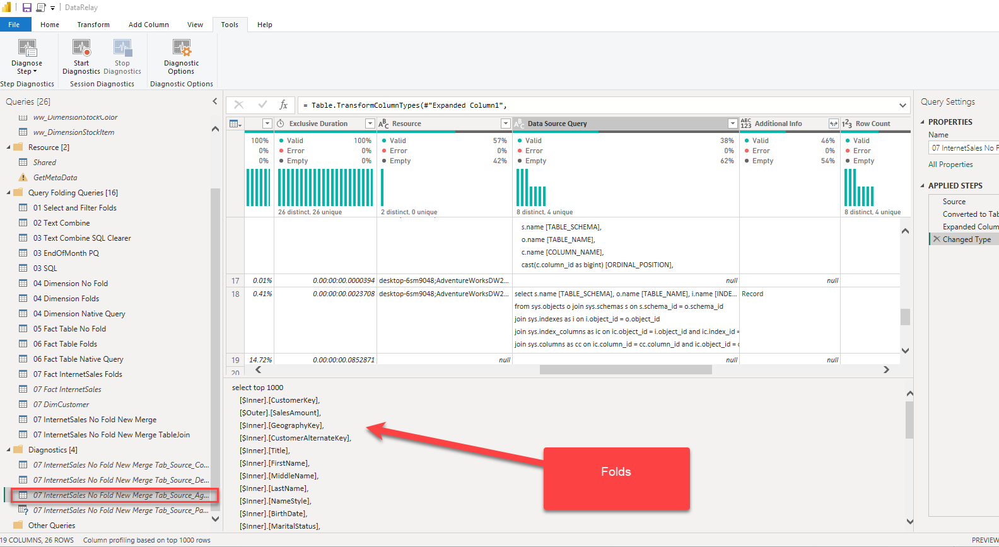 DataRelay
File Home Transform Add Column View Tools Help
Diagnose Step
Start Diagnostics
Stop Diagnostics
Diagnostic Options
Step Diagnostics
Session Diagnostics
Diagnostic Options
Queries [26]
ww_DimensionStockColor
ww_DimensionStockItem
Resource [2]
Shared
GetMetaData
Query Folding Queries [16]
01 Select and Filter Folds
02 Text Combine
03 Text Combine SQL Clearer
03 EndOfMonth PQ
03 SQL
04 Dimension No Fold
04 Dimension Folds
04 Dimension Native Query
05 Fact Table No Fold
06 Fact Table Folds
06 Fact Table Native Query
07 Fact InternetSales Folds
07 Fact InternetSales
07 DimCustomer
07 InternetSales No Fold New Merge
07 InternetSales No Fold New Merge TableJoin
Diagnostics [4]
07 InternetSales No Fold New Merge Tab_Source_Co...
07 InternetSales No Fold New Merge Tab_Source_De...
07 InternetSales No Fold New Merge Tab_Source_Ag...
07 InternetSales No Fold New Merge Tab_Source_Pa...
Other Queries
fx = Table.TransformColumnTypes(#"Expanded Column1",
Exclusive Duration ABC Resource ABC Data Source Query ABC 123 Additional Info 123 Row Count
100% Valid 100% Valid 57% Valid 38% Valid 46% Valid
0% Error 0% Error 0% Error 0% Error 0% Error
0% Empty 0% Empty 42% Empty 62% Empty 54% Empty
26 distinct, 26 unique 2 distinct, 0 unique 8 distinct, 4 unique 8 distinct, 4 unique
s.name [TABLE_SCHEMA],
o.name [TABLE_NAME],
c.name [COLUMN_NAME],
cast(c.column_id as bigint) [ORDINAL_POSITION],
17 0.01% 0.00:00:00.0000394 desktop-6sm9048;AdventureWorksDW2... null null
18 0.41% 0.00:00:00.0023708 desktop-6sm9048;AdventureWorksDW2... select s.name [TABLE_SCHEMA], o.name [TABLE_NAME], i.name [INDE... Record
from sys.objects o join sys.schemas s on s.schema_id = o.schema_id
join sys.indexes as i on i.object_id = o.object_id
join sys.index_columns as ic on ic.object_id = i.object_id and ic.index_id =
join sys.columns as cc on ic.column_id = cc.column_id and ic.object_id =
19 14.72% 0.00:00:00.0852871 null null null
20
select top 1000
[$Inner].[CustomerKey],
[$Outer].[SalesAmount],
[$Inner].[GeographyKey],
[$Inner].[CustomerAlternateKey],
[$Inner].[Title],
[$Inner].[FirstName],
[$Inner].[MiddleName],
[$Inner].[LastName],
[$Inner].[NameStyle],
[$Inner].[BirthDate],
[$Inner].[MaritalStatus],
Folds
Query Settings
PROPERTIES
Name
07 InternetSales No F
All Properties
APPLIED STEPS
Source
Converted to Tab
Expanded Colum
Changed Type
19 COLUMNS, 26 ROWS Column profiling based on top 1000 rows
PREVIEW